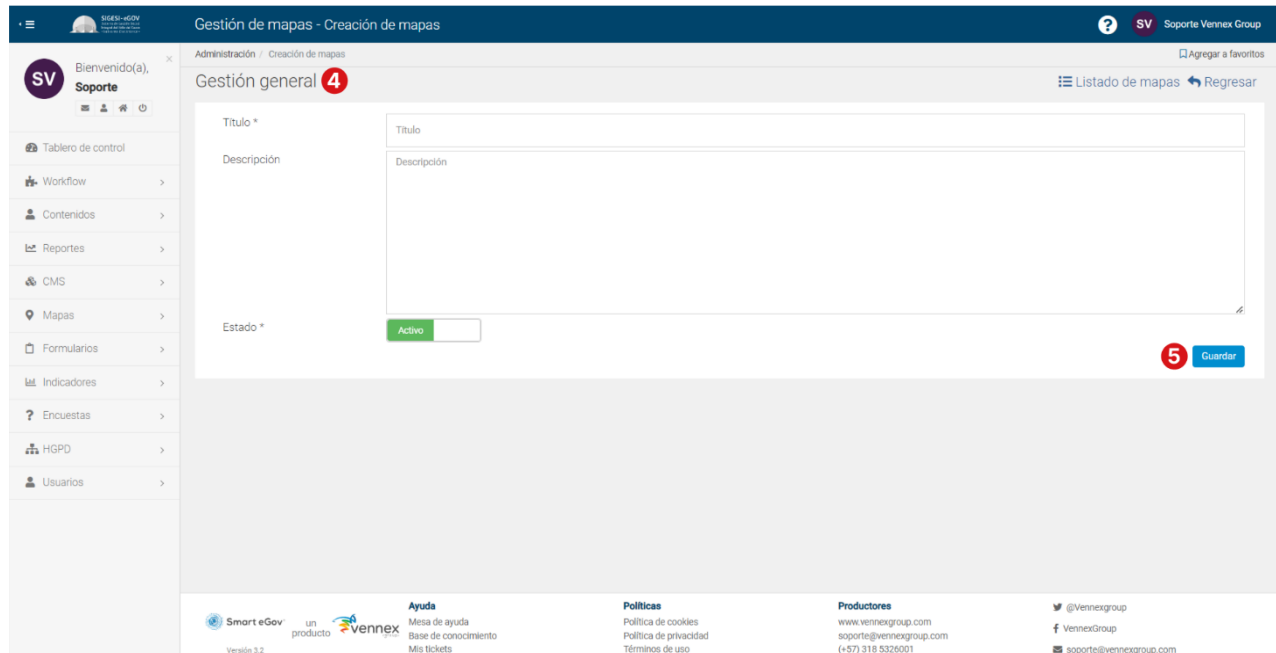 SIGESI-eGOV
Gestión de mapas - Creación de mapas
?
SV
Soporte Vennex Group
Administración / Creación de mapas
Agregar a favoritos
SV
Bienvenido(a),
Soporte
×
Gestión general 4
Listado de mapas Regresar
Título *
Título
Descripción
Descripción
Estado *
Activo
5 Guardar
Tablero de control
Workflow
Contenidos
Reportes
CMS
Mapas
Formularios
Indicadores
? Encuestas
HGPD
Usuarios
Smart eGov
un
producto
vennex
Versión 3.2
Ayuda
Mesa de ayuda
Base de conocimiento
Mis tickets
Políticas
Política de cookies
Política de privacidad
Términos de uso
Productores
www.vennexgroup.com
soporte@vennexgroup.com
(+57) 318 5326001
@Vennexgroup
VennexGroup
soporte@vennexgroup.com